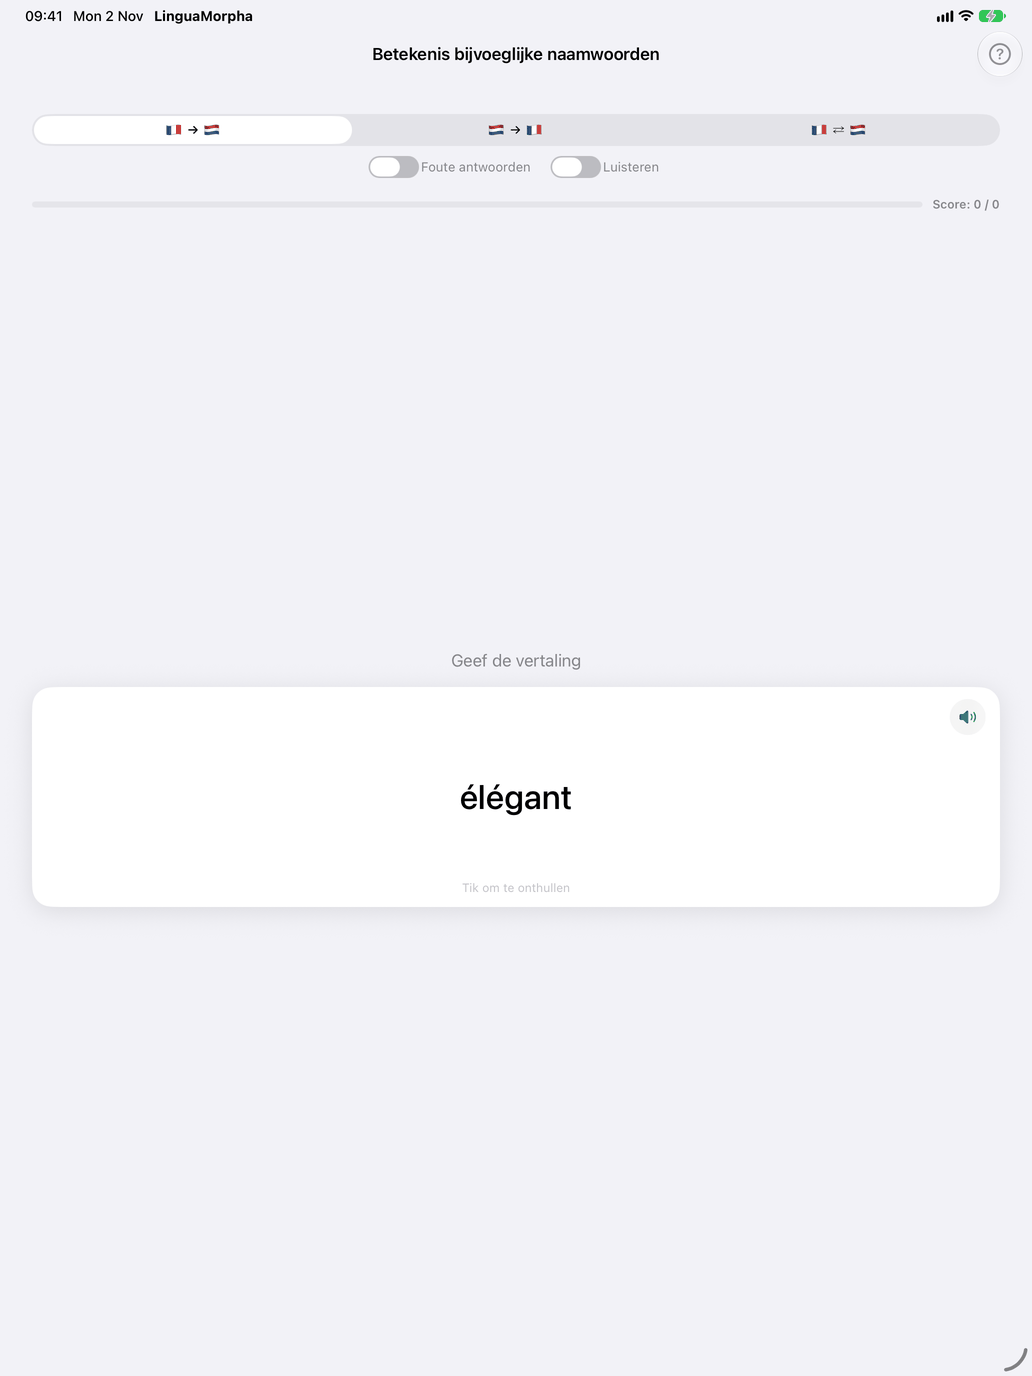 09:41 Mon 2 Nov LinguaMorpha
Betekenis bijvoeglijke naamwoorden
?
🇫🇷 → 🇳🇱
🇳🇱 → 🇫🇷
🇫🇷 ⇄ 🇳🇱
Foute antwoorden
Luisteren
Score: 0 / 0
Geef de vertaling
élégant
Tik om te onthullen